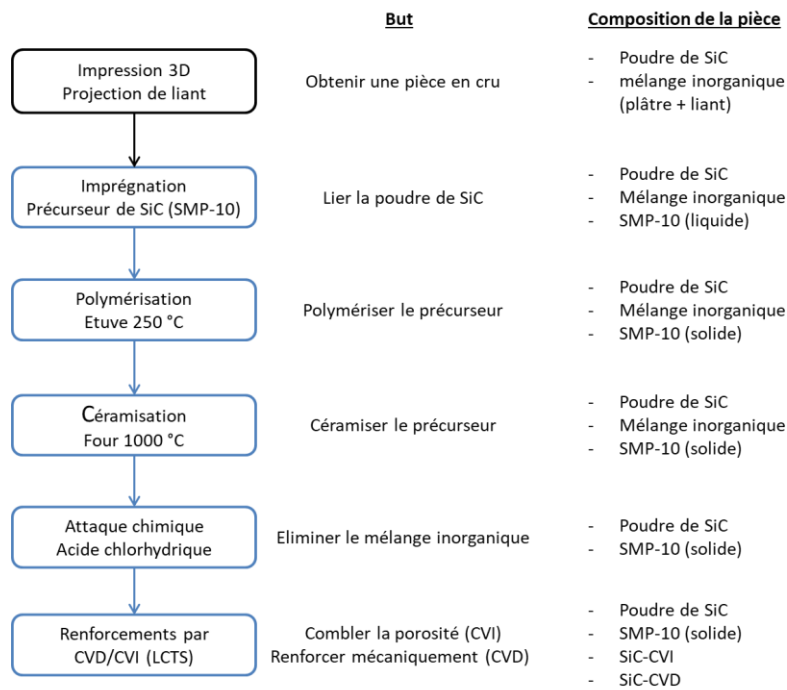 But
Composition de la pièce
Impression 3D
Projection de liant
Obtenir une pièce en cru
- Poudre de SiC
- mélange inorganique
(plâtre + liant)
Imprégnation
Précurseur de SiC (SMP-10)
Lier la poudre de SiC
- Poudre de SiC
- Mélange inorganique
- SMP-10 (liquide)
Polymérisation
Etuve 250 °C
Polymériser le précurseur
- Poudre de SiC
- Mélange inorganique
- SMP-10 (solide)
Céramisation
Four 1000 °C
Céramiser le précurseur
- Poudre de SiC
- Mélange inorganique
- SMP-10 (solide)
Attaque chimique
Acide chlorhydrique
Eliminer le mélange inorganique
- Poudre de SiC
- SMP-10 (solide)
Renforcements par
CVD/CVI (LCTS)
Combler la porosité (CVI)
Renforcer mécaniquement (CVD)
- Poudre de SiC
- SMP-10 (solide)
- SiC-CVI
- SiC-CVD